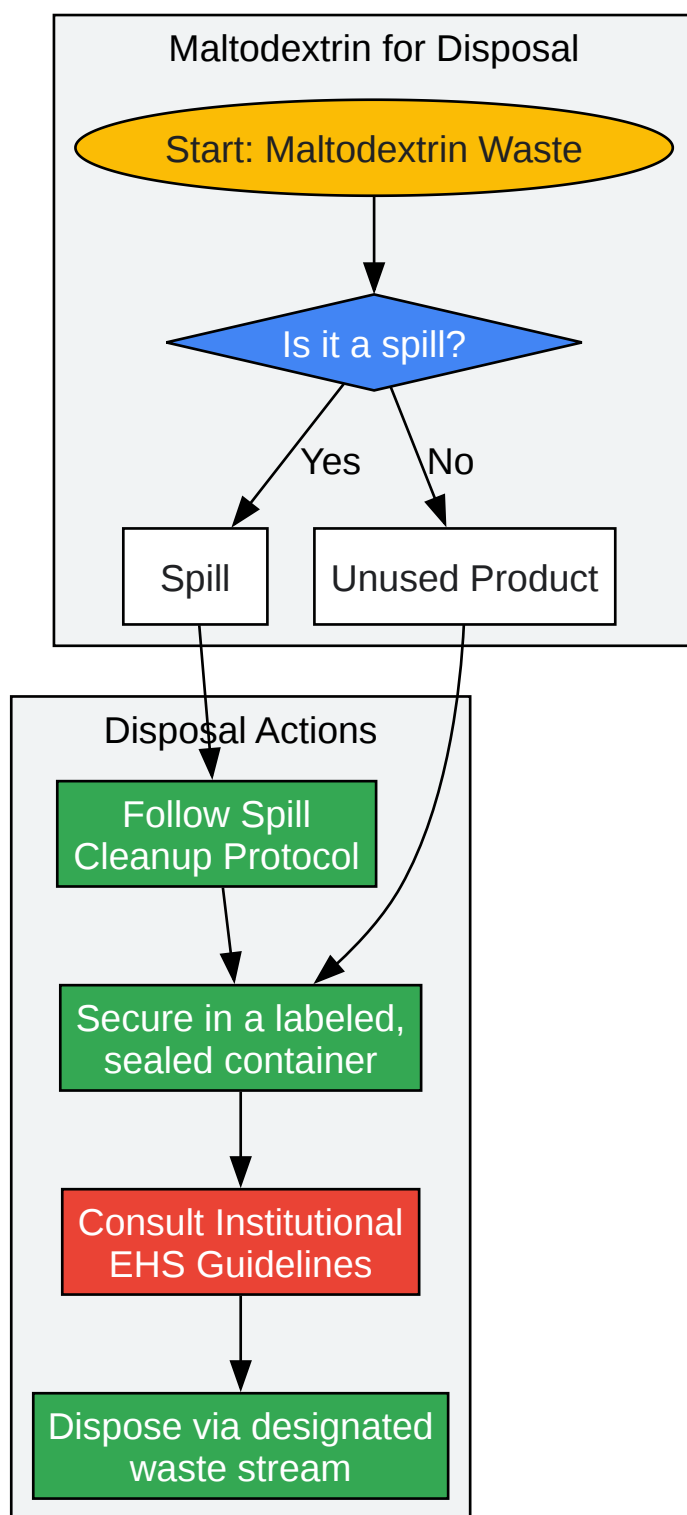 Maltodextrin for Disposal
Start: Maltodextrin Waste
Is it a spill?
Yes
No
Spill
Unused Product
Disposal Actions
Follow Spill
Cleanup Protocol
Secure in a labeled,
sealed container
Consult Institutional
EHS Guidelines
Dispose via designated
waste stream